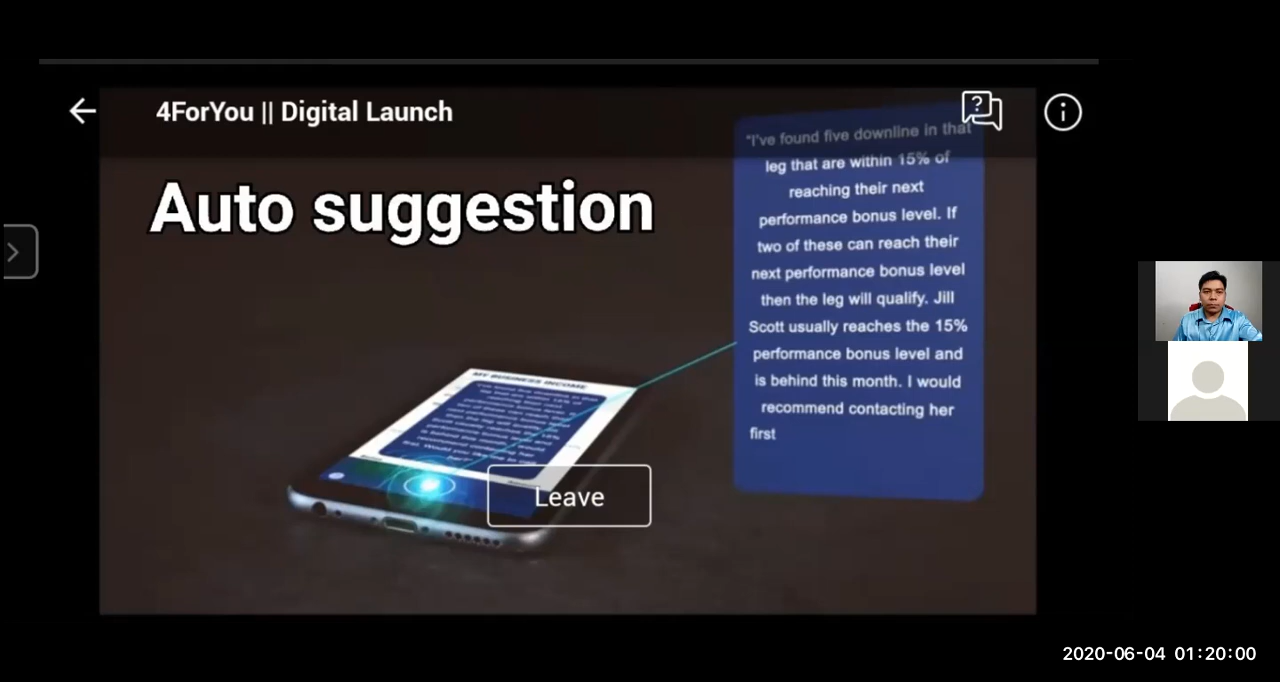 4ForYou || Digital Launch
?
i
Auto suggestion
"I've found five downline in that
leg that are within 15% of
reaching their next
performance bonus level. If
two of these can reach their
next performance bonus level
then the leg will qualify. Jill
Scott usually reaches the 15%
performance bonus level and
is behind this month. I would
recommend contacting her
first
MY BUSINESS INCOME
Leave
2020-06-04 01:20:00